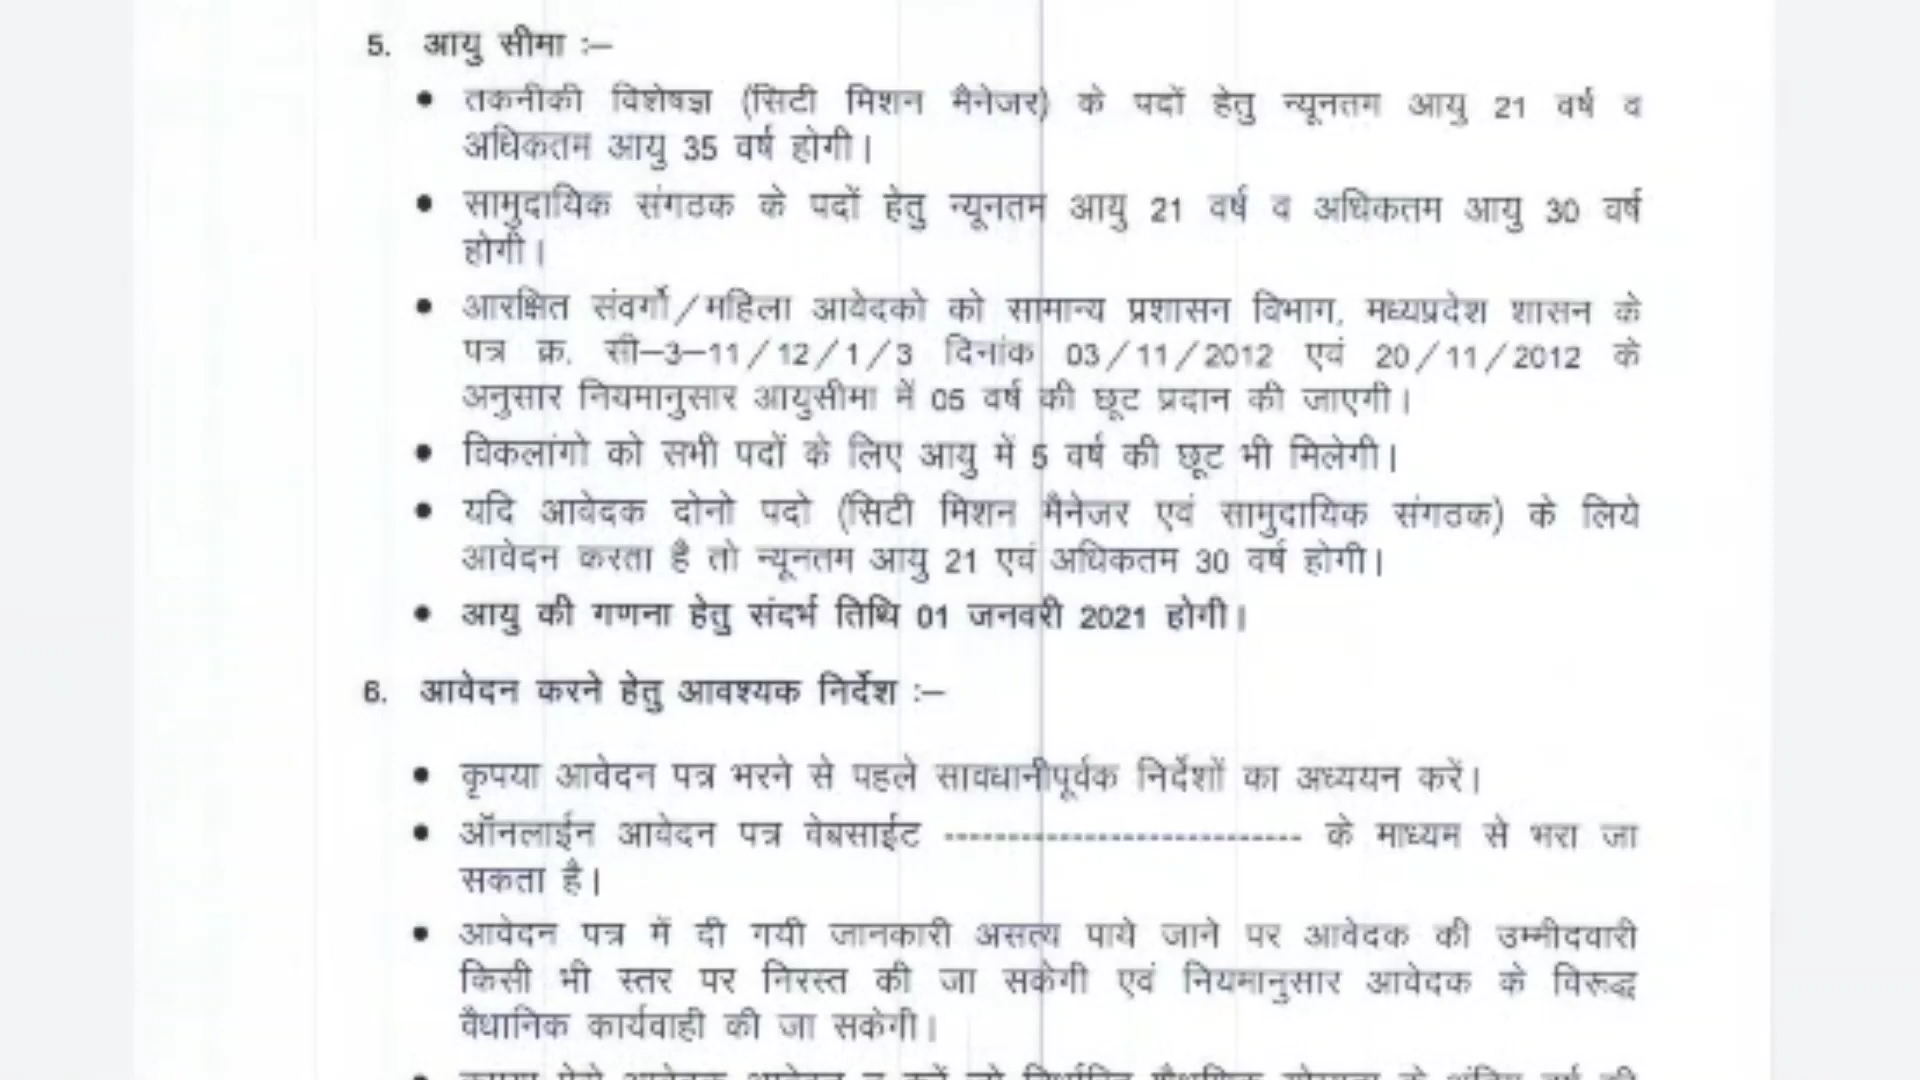 5. आयु सीमा :–
• तकनीकी विशेषज्ञ (सिटी मिशन मैनेजर) के पदों हेतु न्यूनतम आयु 21 वर्ष व
अधिकतम आयु 35 वर्ष होगी।
• सामुदायिक संगठक के पदों हेतु न्यूनतम आयु 21 वर्ष व अधिकतम आयु 30 वर्ष
होगी।
• आरक्षित संवर्गो/महिला आवेदको को सामान्य प्रशासन विभाग, मध्यप्रदेश शासन के
पत्र क्र. सी–3–11/12/1/3 दिनांक 03/11/2012 एवं 20/11/2012 के
अनुसार नियमानुसार आयुसीमा में 05 वर्ष की छूट प्रदान की जाएगी।
• विकलांगो को सभी पदों के लिए आयु में 5 वर्ष की छूट भी मिलेगी।
• यदि आवेदक दोनो पदो (सिटी मिशन मैनेजर एवं सामुदायिक संगठक) के लिये
आवेदन करता है तो न्यूनतम आयु 21 एवं अधिकतम 30 वर्ष होगी।
• आयु की गणना हेतु संदर्भ तिथि 01 जनवरी 2021 होगी।
6. आवेदन करने हेतु आवश्यक निर्देश :–
• कृपया आवेदन पत्र भरने से पहले सावधानीपूर्वक निर्देशों का अध्ययन करें।
• ऑनलाईन आवेदन पत्र वेबसाईट ---------------------------- के माध्यम से भरा जा
सकता है।
• आवेदन पत्र में दी गयी जानकारी असत्य पाये जाने पर आवेदक की उम्मीदवारी
किसी भी स्तर पर निरस्त की जा सकेगी एवं नियमानुसार आवेदक के विरूद्ध
वैधानिक कार्यवाही की जा सकेगी।